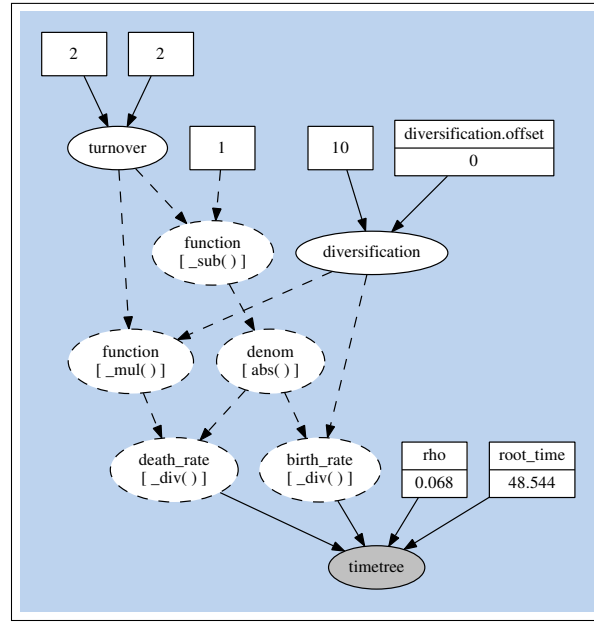 2
2
diversification.offset
0
turnover
1
10
function
[ _sub( ) ]
diversification
function
[ _mul( ) ]
denom
[ abs( ) ]
death_rate
[ _div( ) ]
birth_rate
[ _div( ) ]
rho
0.068
root_time
48.544
timetree